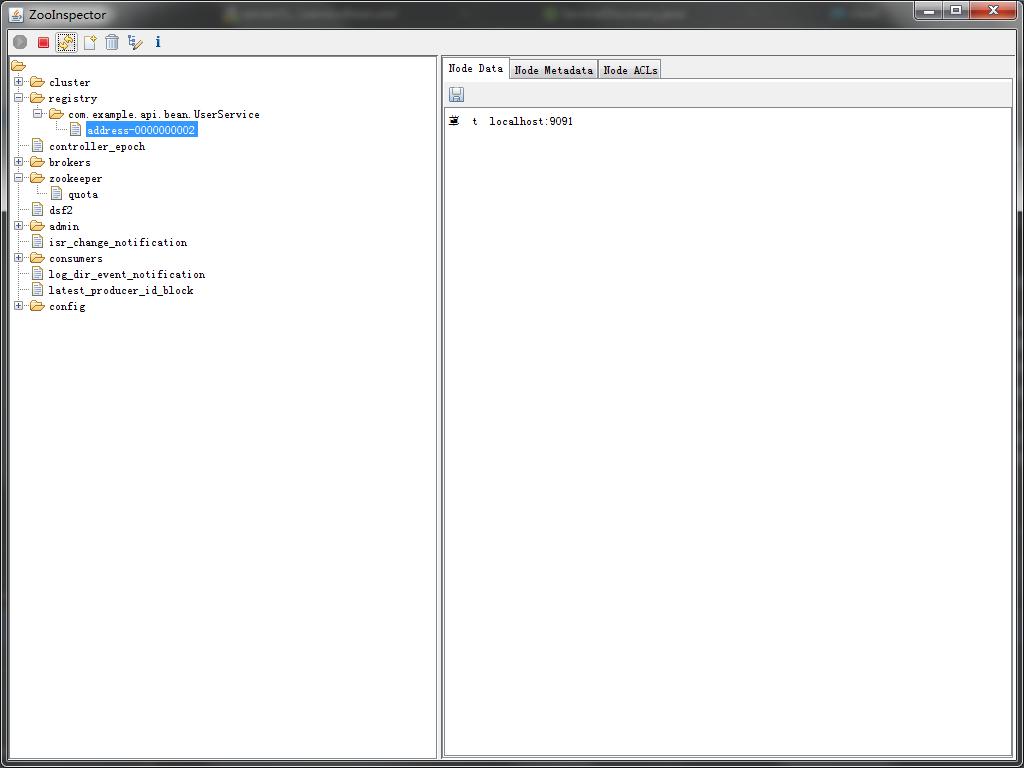 ZooInspector
cluster
registry
com.example.api.bean.UserService
address-0000000002
controller_epoch
brokers
zookeeper
quota
dsf2
admin
isr_change_notification
consumers
log_dir_event_notification
latest_producer_id_block
config
Node Data
Node Metadata
Node ACLs
t localhost:9091